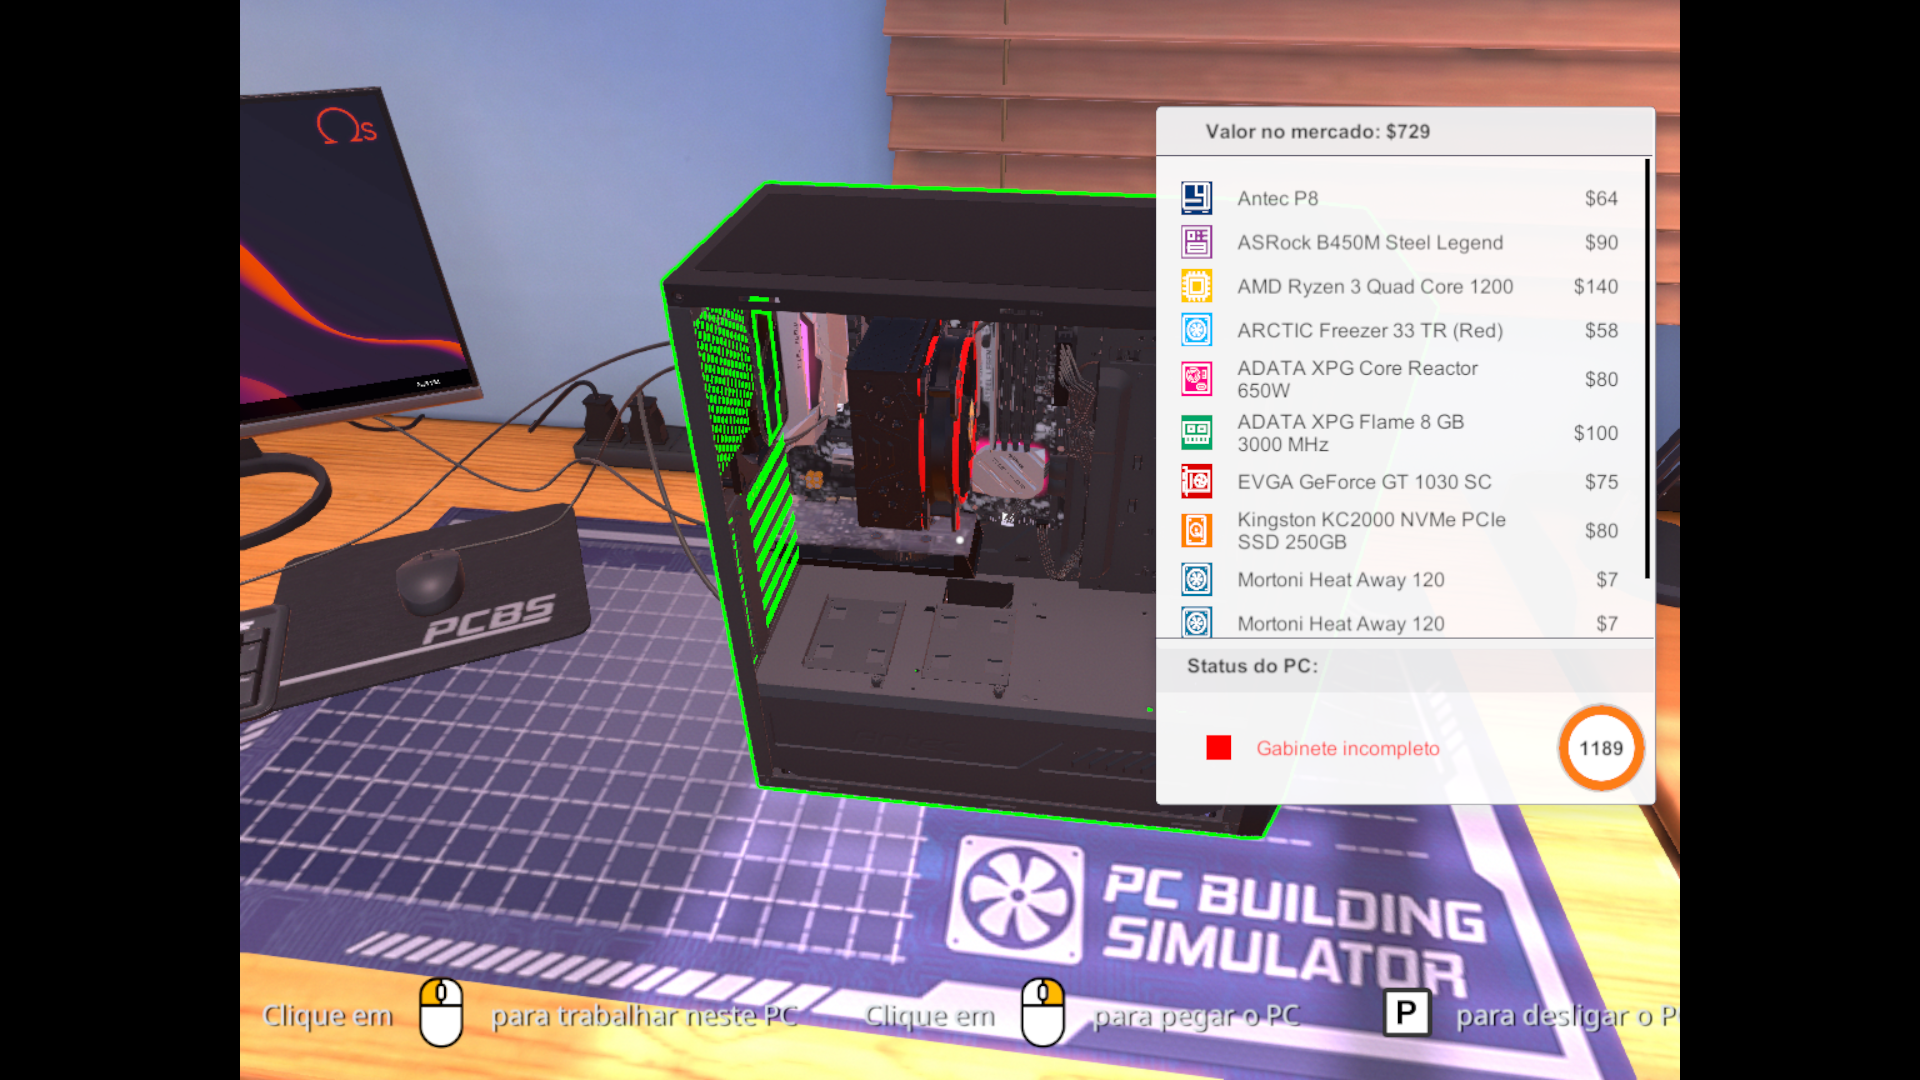 Ωs
Valor no mercado: $729
Antec P8 $64
ASRock B450M Steel Legend $90
AMD Ryzen 3 Quad Core 1200 $140
ARCTIC Freezer 33 TR (Red) $58
ADATA XPG Core Reactor
650W $80
ADATA XPG Flame 8 GB
3000 MHz $100
EVGA GeForce GT 1030 SC $75
Kingston KC2000 NVMe PCIe
SSD 250GB $80
Mortoni Heat Away 120 $7
Mortoni Heat Away 120 $7
Status do PC:
Gabinete incompleto 1189
PCBS
PC BUILDING
SIMULATOR
Clique em para trabalhar neste PC Clique em para pegar o PC P para desligar o P